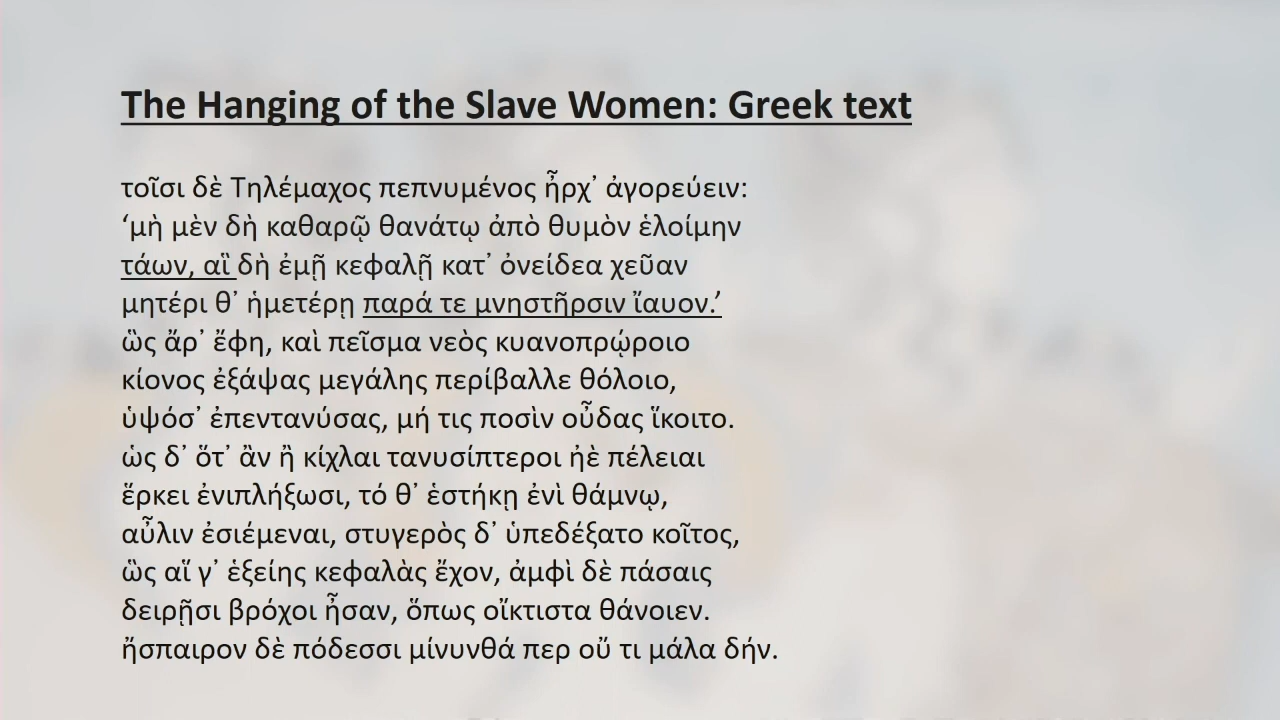 The Hanging of the Slave Women: Greek text
τοῖσι δὲ Τηλέμαχος πεπνυμένος ἦρχ᾽ ἀγορεύειν:
‘μὴ μὲν δὴ καθαρῷ θανάτῳ ἀπὸ θυμὸν ἑλοίμην
τάων, αἳ δὴ ἐμῇ κεφαλῇ κατ᾽ ὀνείδεα χεῦαν
μητέρι θ᾽ ἡμετέρῃ παρά τε μνηστῆρσιν ἴαυον.’
ὣς ἄρ᾽ ἔφη, καὶ πεῖσμα νεὸς κυανοπρῴροιο
κίονος ἐξάψας μεγάλης περίβαλλε θόλοιο,
ὑψόσ᾽ ἐπεντανύσας, μή τις ποσὶν οὖδας ἵκοιτο.
ὡς δ᾽ ὅτ᾽ ἂν ἢ κίχλαι τανυσίπτεροι ἠὲ πέλειαι
ἕρκει ἐνιπλήξωσι, τό θ᾽ ἑστήκῃ ἐνὶ θάμνῳ,
αὖλιν ἐσιέμεναι, στυγερὸς δ᾽ ὑπεδέξατο κοῖτος,
ὣς αἵ γ᾽ ἑξείης κεφαλὰς ἔχον, ἀμφὶ δὲ πάσαις
δειρῇσι βρόχοι ἦσαν, ὅπως οἴκτιστα θάνοιεν.
ἤσπαιρον δὲ πόδεσσι μίνυνθά περ οὔ τι μάλα δήν.